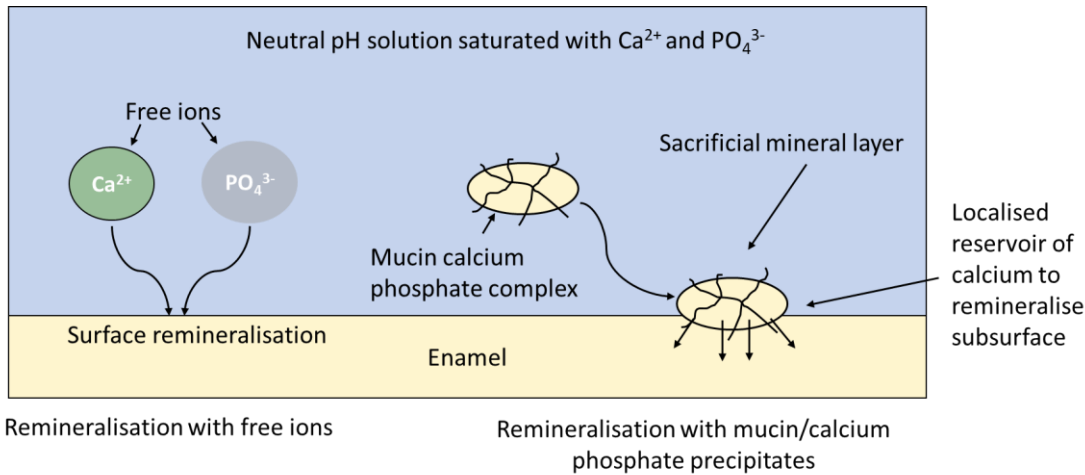 Neutral pH solution saturated with Ca²⁺ and PO₄³⁻
Free ions
Ca²⁺
PO₄³⁻
Sacrificial mineral layer
Mucin calcium
phosphate complex
Localised
reservoir of
calcium to
remineralise
subsurface
Surface remineralisation
Enamel
Remineralisation with free ions
Remineralisation with mucin/calcium
phosphate precipitates